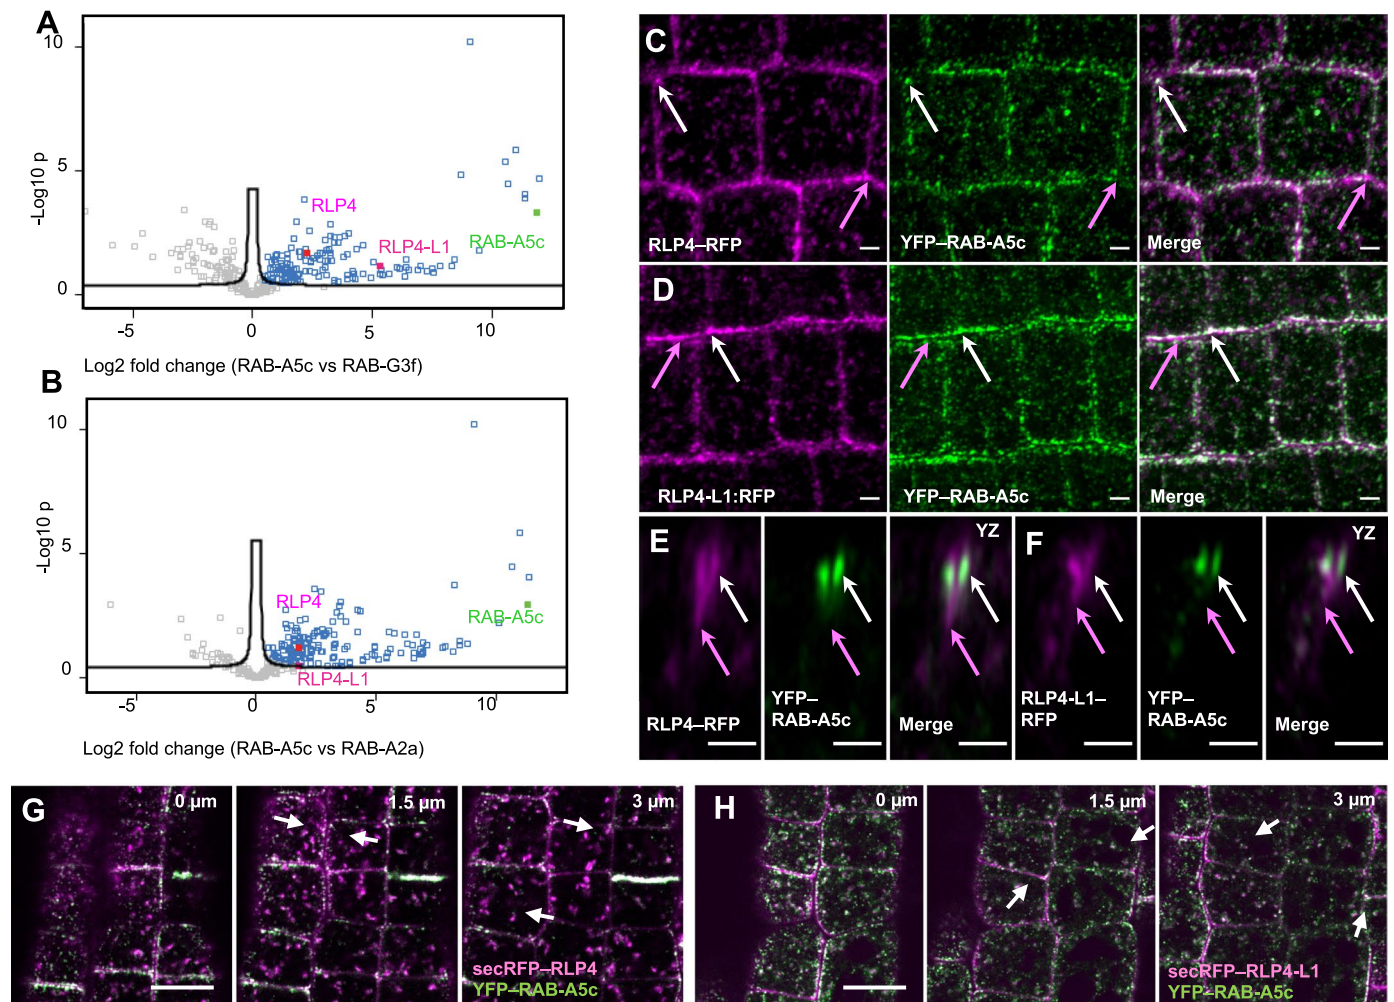 A
10
5
0
-Log10 p
RLP4
RLP4-L1
RAB-A5c
-5
0
5
10
Log2 fold change (RAB-A5c vs RAB-G3f)
B
10
5
0
-Log10 p
RLP4
RAB-A5c
RLP4-L1
-5
0
5
10
Log2 fold change (RAB-A5c vs RAB-A2a)
C
RLP4–RFP
YFP–RAB-A5c
Merge
D
RLP4-L1:RFP
YFP–RAB-A5c
Merge
E
RLP4–RFP
YFP–
RAB-A5c
YZ
Merge
F
RLP4-L1–
RFP
YFP–
RAB-A5c
YZ
Merge
G
0 µm
1.5 µm
3 µm
secRFP–RLP4
YFP–RAB-A5c
H
0 µm
1.5 µm
3 µm
secRFP–RLP4-L1
YFP–RAB-A5c